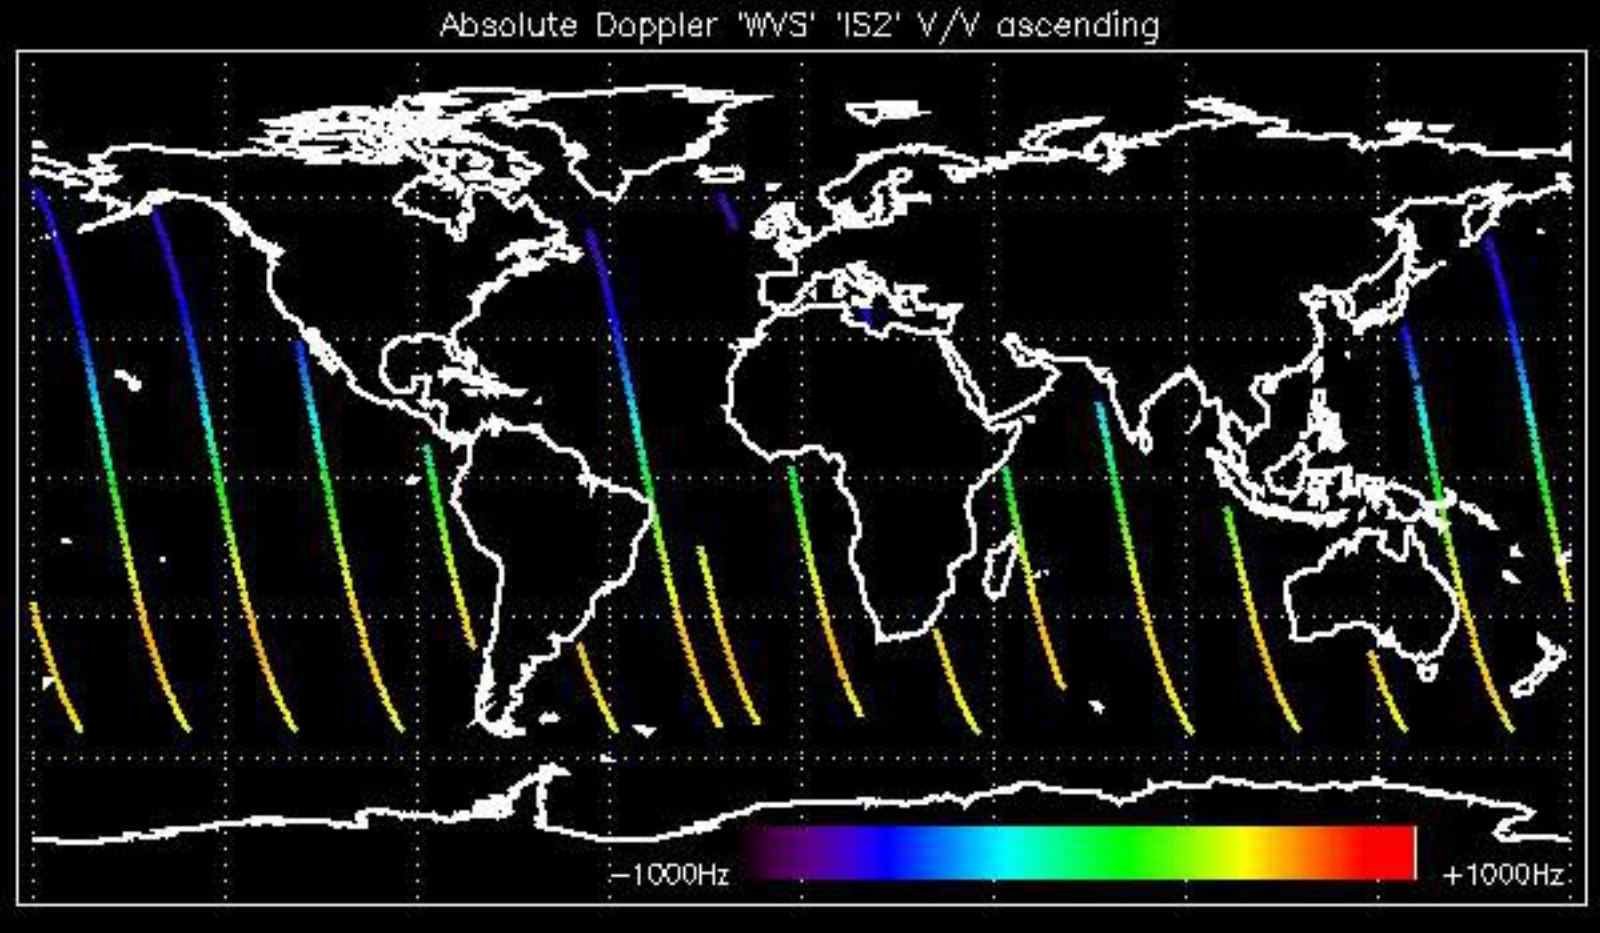 Absolute Doppler 'WVS' 'IS2' V/V ascending
-1000Hz +1000Hz